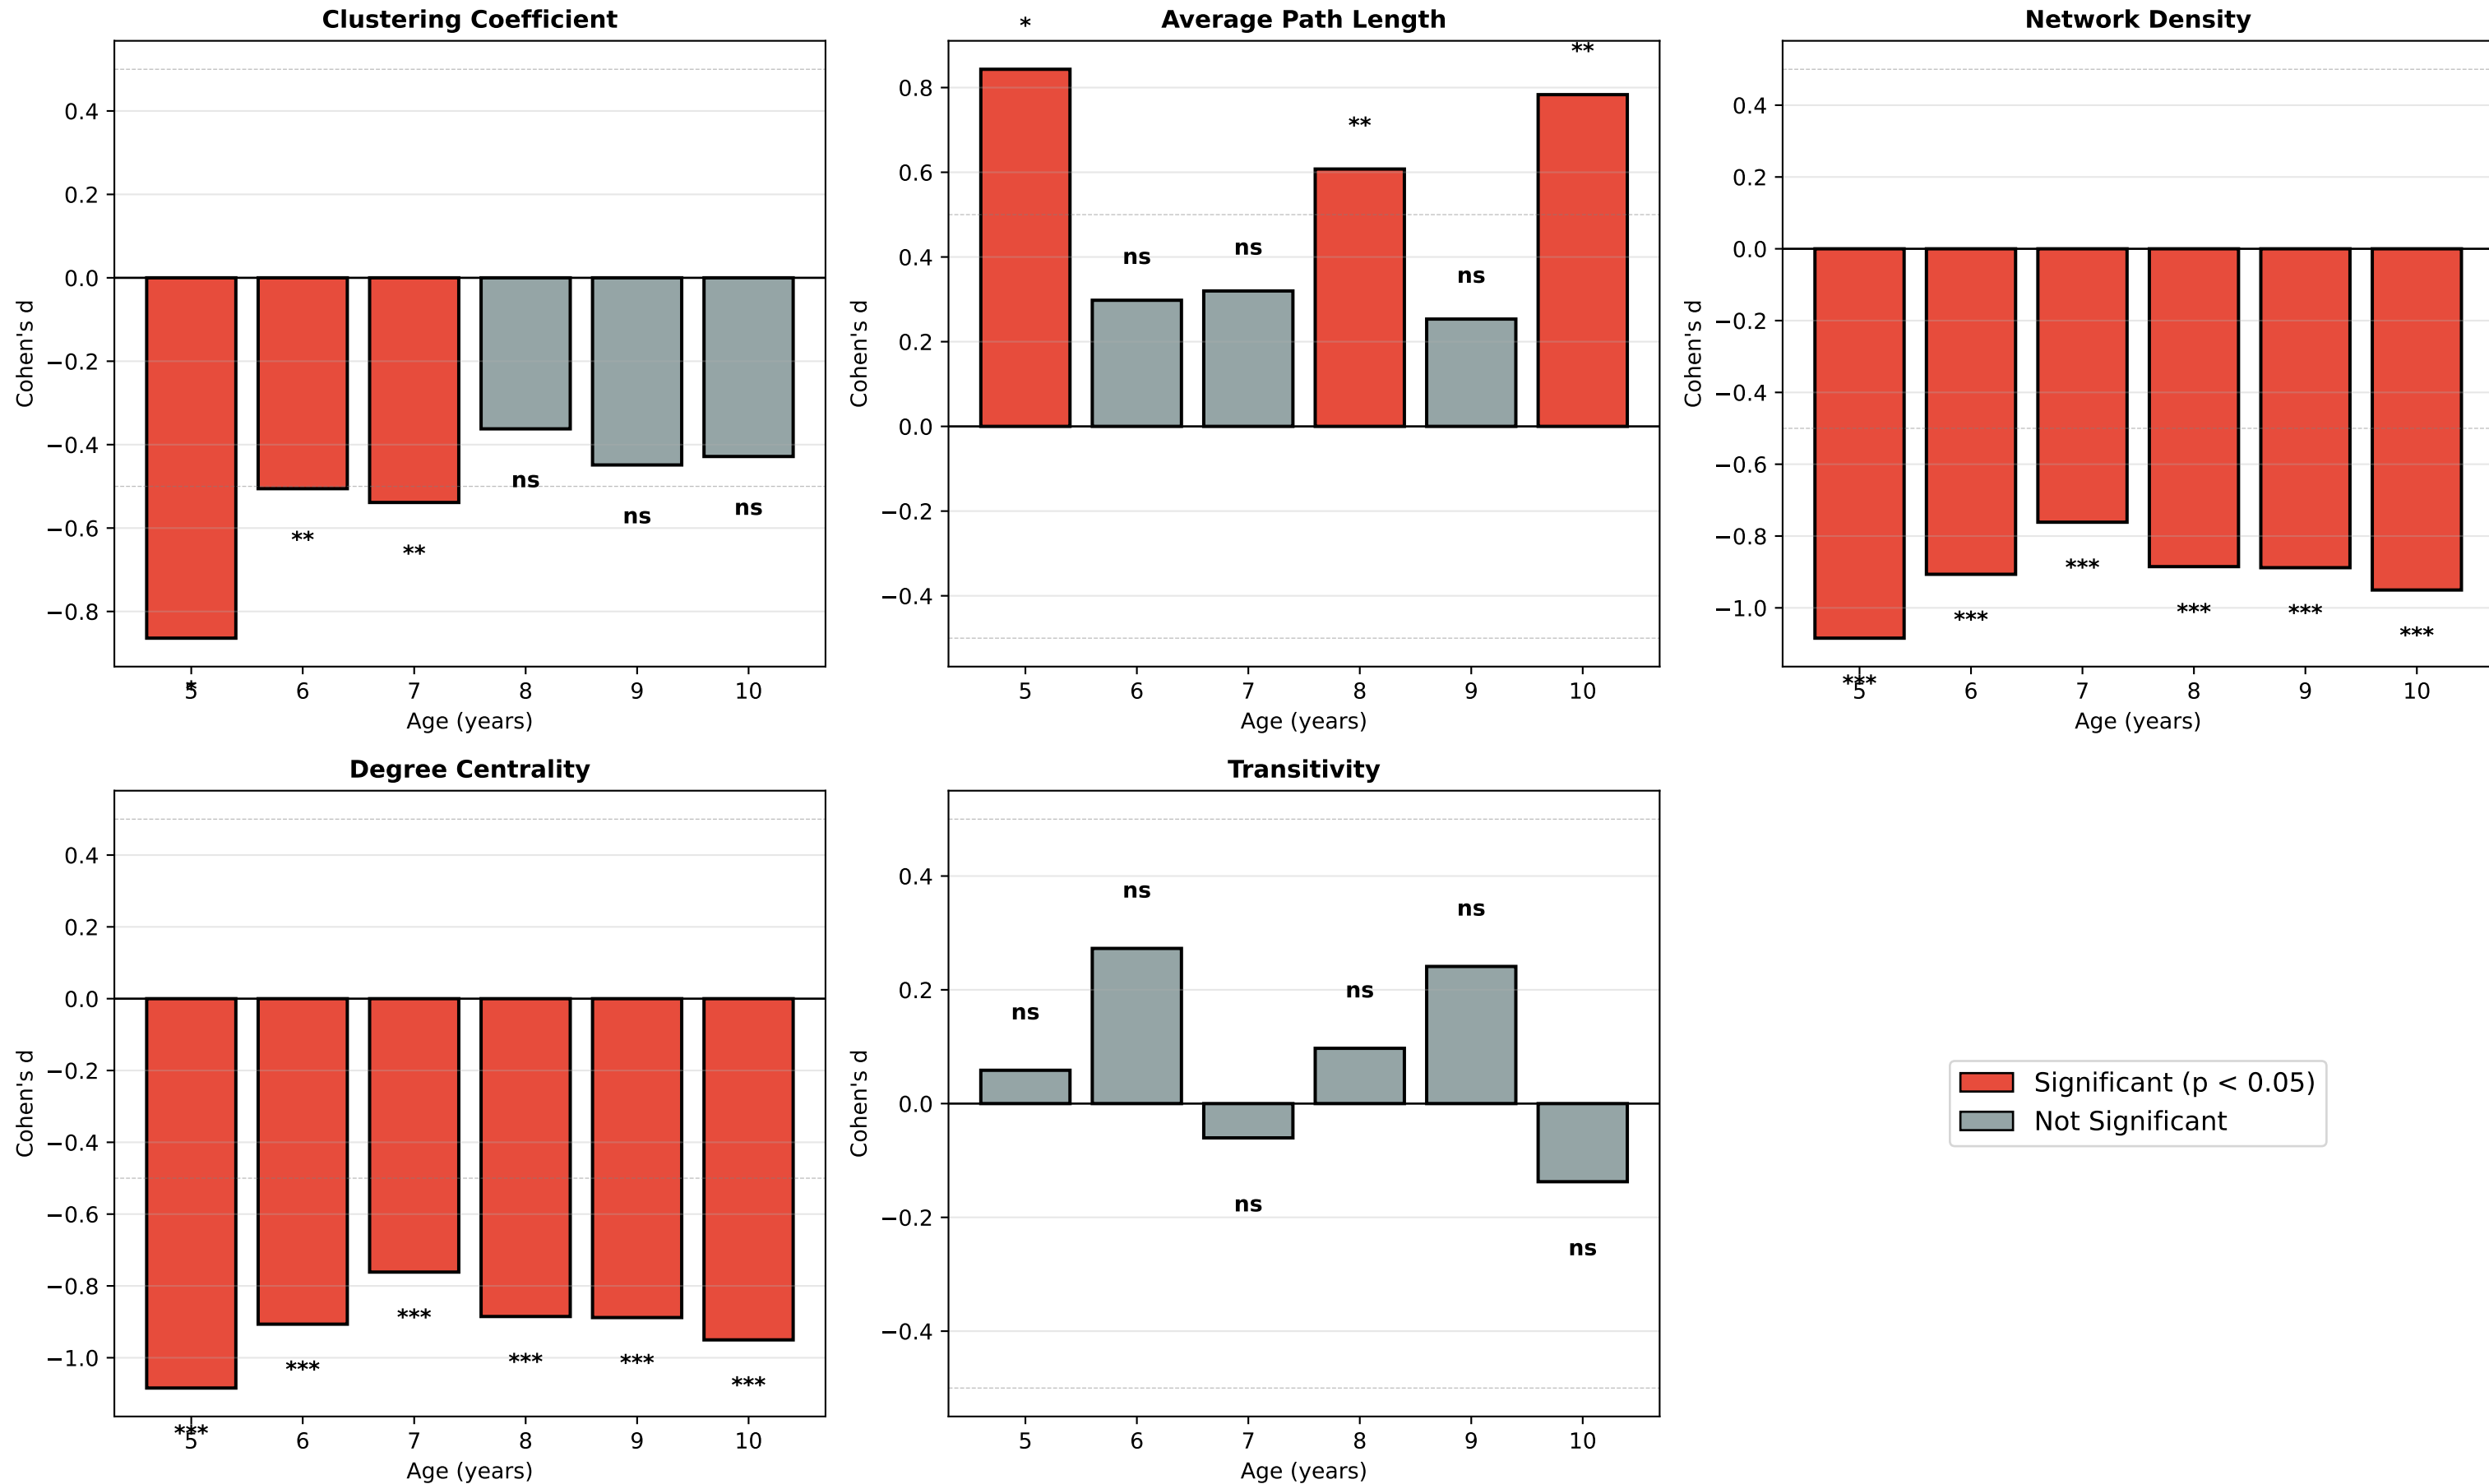 Clustering Coefficient
Cohen's d
0.4
0.2
0.0
−0.2
−0.4
−0.6
−0.8
*
**
**
ns
ns
ns
5 6 7 8 9 10
Age (years)
Average Path Length
Cohen's d
0.8
0.6
0.4
0.2
0.0
−0.2
−0.4
*
ns
ns
**
ns
**
5 6 7 8 9 10
Age (years)
Network Density
Cohen's d
0.4
0.2
0.0
−0.2
−0.4
−0.6
−0.8
−1.0
***
***
***
***
***
***
5 6 7 8 9 10
Age (years)
Degree Centrality
Cohen's d
0.4
0.2
0.0
−0.2
−0.4
−0.6
−0.8
−1.0
***
***
***
***
***
***
5 6 7 8 9 10
Age (years)
Transitivity
Cohen's d
0.4
0.2
0.0
−0.2
−0.4
ns
ns
ns
ns
ns
ns
5 6 7 8 9 10
Age (years)
Significant (p < 0.05)
Not Significant